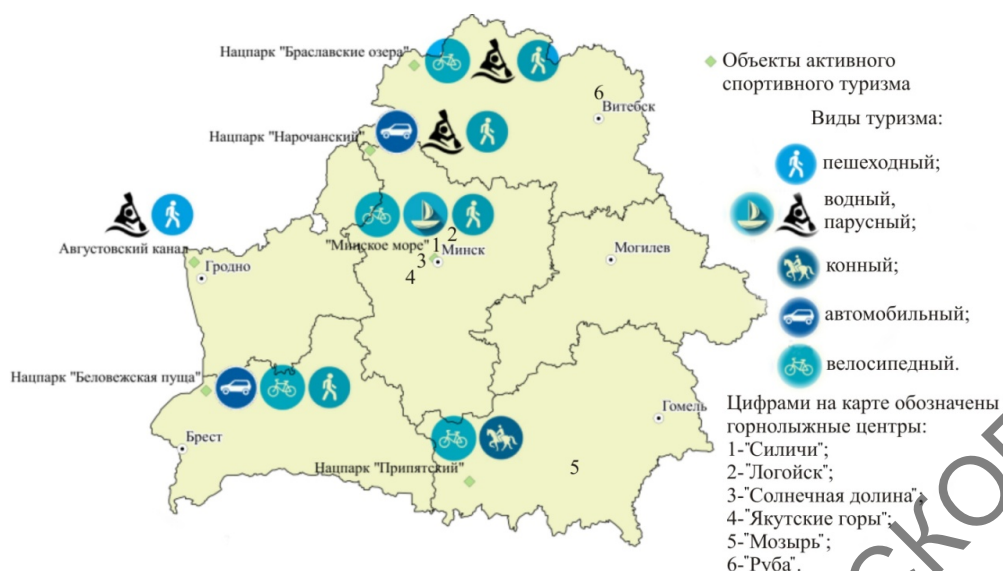 Нацпарк "Браславские озера"
6
Витебск
Нацпарк "Нарочанский"
Августовский канал
Гродно
"Минское море"
1
2
3
4
Минск
Могилев
Нацпарк "Беловежская пуща"
Брест
Нацпарк "Припятский"
5
Гомель
Объекты активного
спортивного туризма
Виды туризма:
пешеходный;
водный,
парусный;
конный;
автомобильный;
велосипедный.
Цифрами на карте обозначены
горнолыжные центры:
1-"Силичи";
2-"Логойск";
3-"Солнечная долина";
4-"Якутские горы";
5-"Мозырь";
6-"Руба".